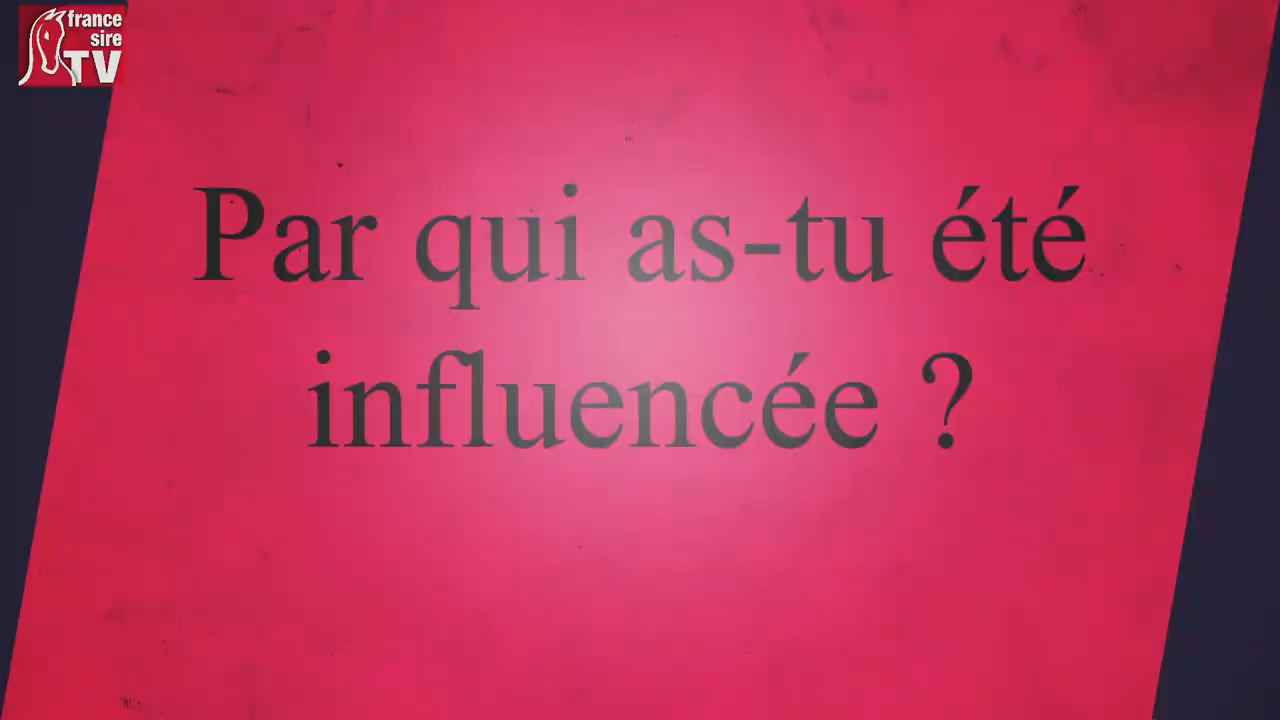 france
sire
TV
Par qui as-tu été
influencée ?